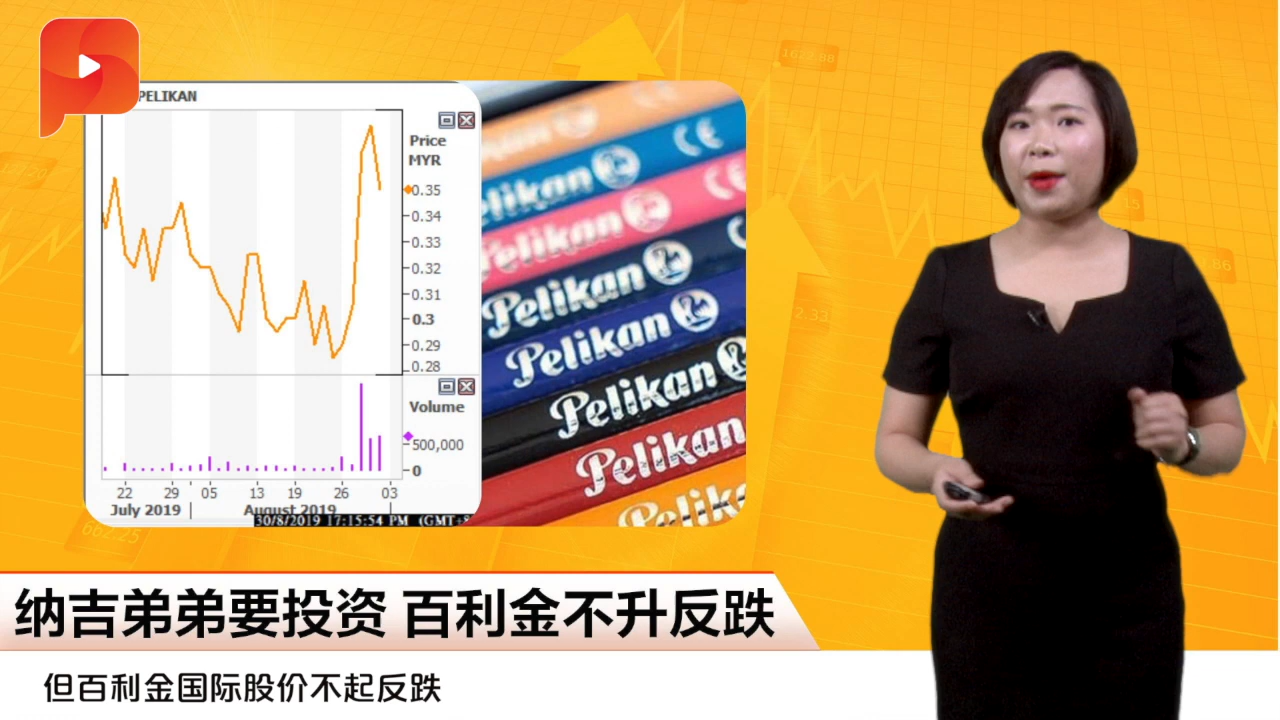 PELIKAN
Price
MYR
0.35
0.34
0.33
0.32
0.31
0.3
0.29
0.28
Volume
500,000
0
22 29 05 13 19 26 03
July 2019 August 2019
30/8/2019 17:15:54 PM (GMT+8
Pelikan
Pelikan
Pelikan
Pelikan
Pelikan
Pelikan
纳吉弟弟要投资 百利金不升反跌
但百利金国际股价不起反跌